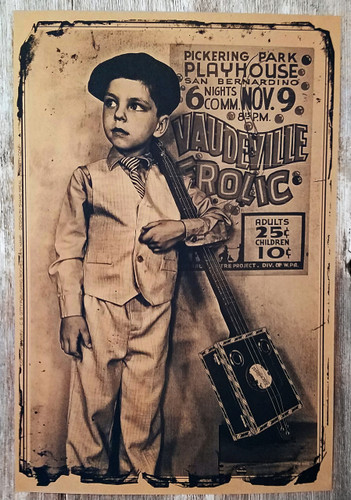 PICKERING PARK
PLAYHOUSE
SAN BERNARDINO
6 NIGHTS COMM. NOV. 9
8 P.M.
VAUDEVILLE
FROLIC
ADULTS
25¢
CHILDREN
10¢
PROJECT - DIV. OF W.P.A.